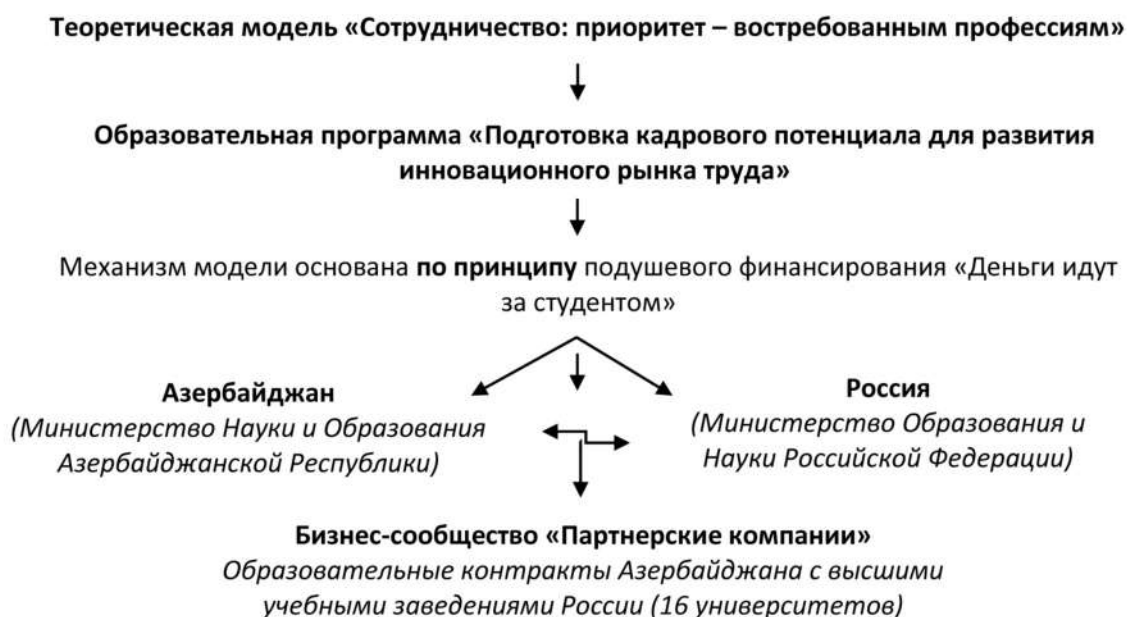 Теоретическая модель «Сотрудничество: приоритет – востребованным профессиям»
Образовательная программа «Подготовка кадрового потенциала для развития
инновационного рынка труда»
Механизм модели основана по принципу подушевого финансирования «Деньги идут
за студентом»
Азербайджан
(Министерство Науки и Образования
Азербайджанской Республики)
Россия
(Министерство Образования и
Науки Российской Федерации)
Бизнес-сообщество «Партнерские компании»
Образовательные контракты Азербайджана с высшими
учебными заведениями России (16 университетов)